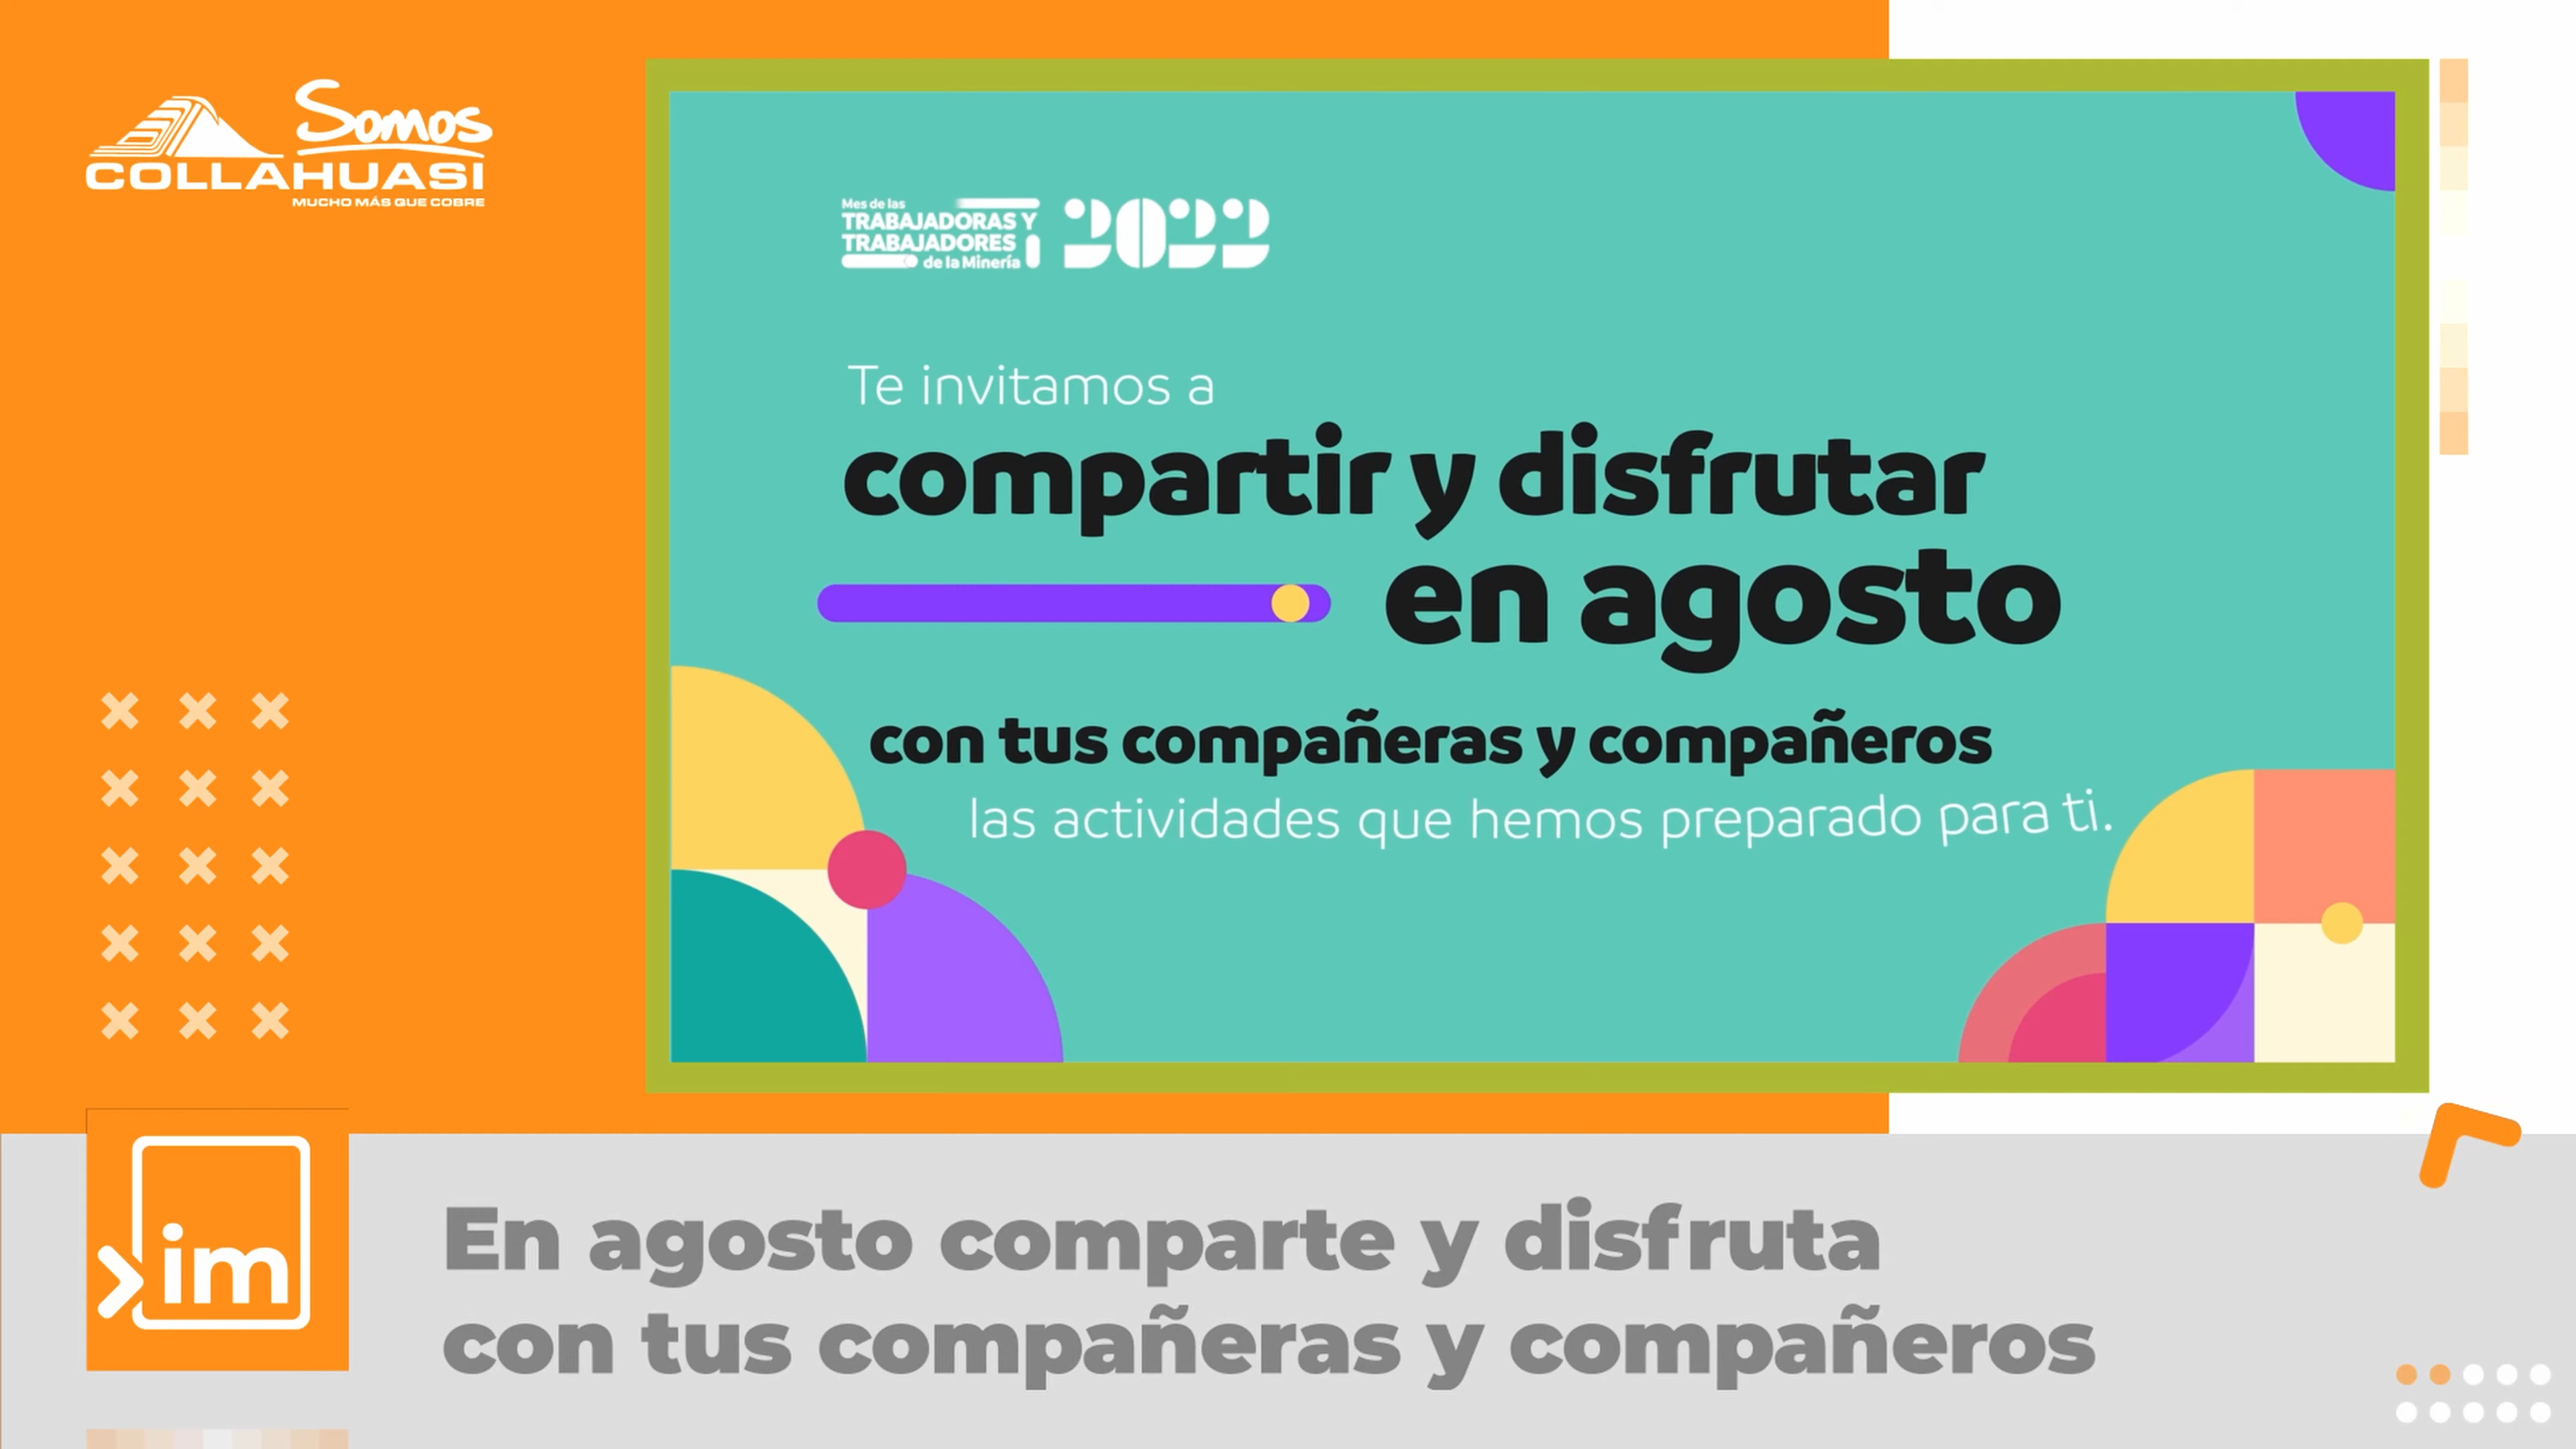 Somos
COLLAHUASI
MUCHO MÁS QUE COBRE
Mes de las
TRABAJADORAS Y
TRABAJADORES
de la Minería
2022
Te invitamos a
compartir y disfrutar
en agosto
con tus compañeras y compañeros
las actividades que hemos preparado para ti.
im
En agosto comparte y disfruta
con tus compañeras y compañeros